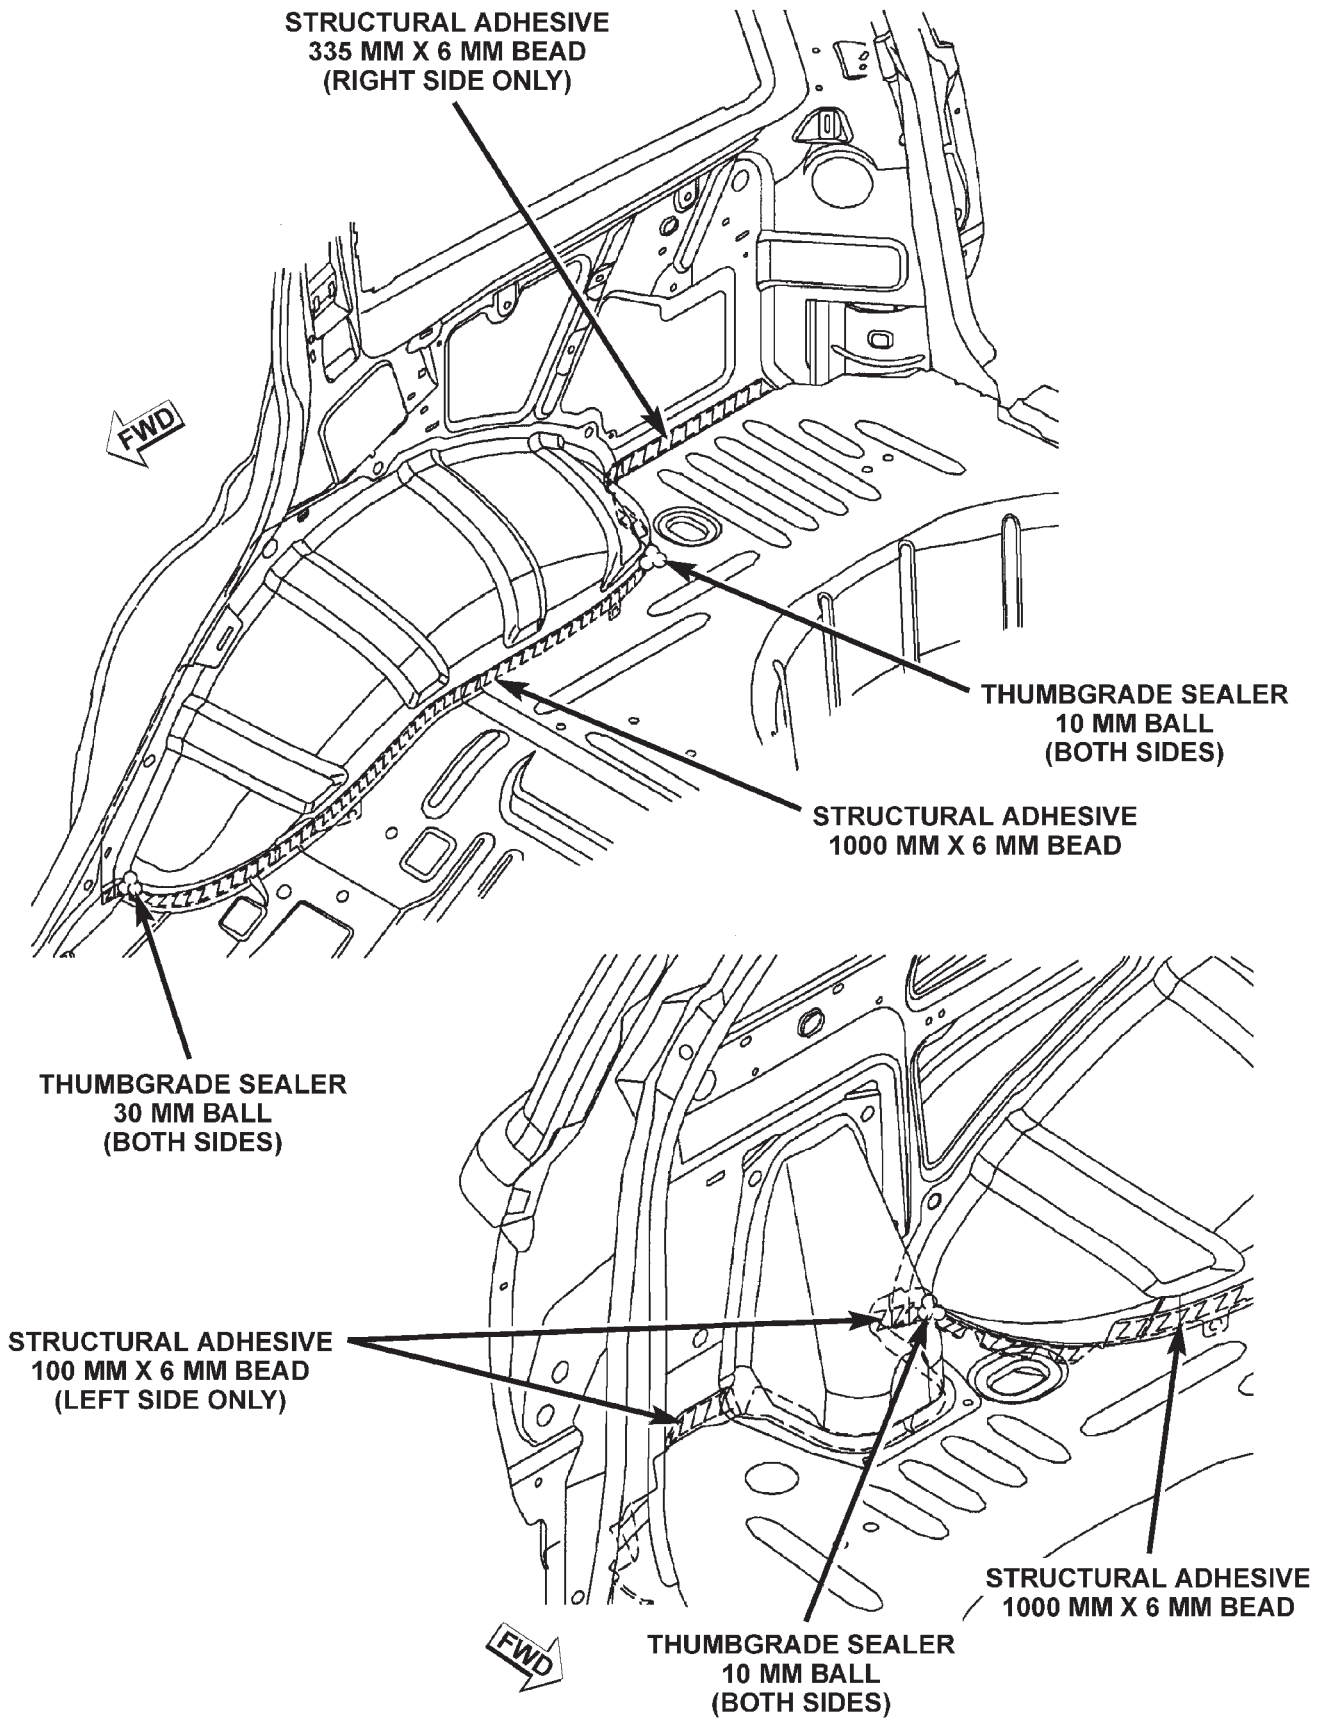 STRUCTURAL ADHESIVE
335 MM X 6 MM BEAD
(RIGHT SIDE ONLY)
FWD
THUMBGRADE SEALER
10 MM BALL
(BOTH SIDES)
STRUCTURAL ADHESIVE
1000 MM X 6 MM BEAD
THUMBGRADE SEALER
30 MM BALL
(BOTH SIDES)
STRUCTURAL ADHESIVE
100 MM X 6 MM BEAD
(LEFT SIDE ONLY)
STRUCTURAL ADHESIVE
1000 MM X 6 MM BEAD
FWD
THUMBGRADE SEALER
10 MM BALL
(BOTH SIDES)